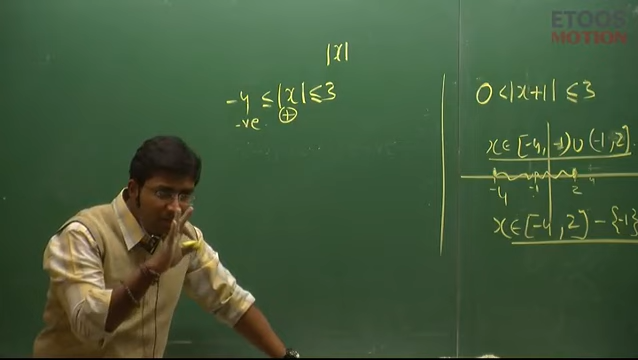 ETOOS
MOTION
|x|
-4 ≤ |x| ≤ 3
-ve ⊕
0 < |x+1| ≤ 3
x ∈ [-4, -1) ∪ (-1, 2]
-4 -1 2
x ∈ [-4, 2] - {-1}